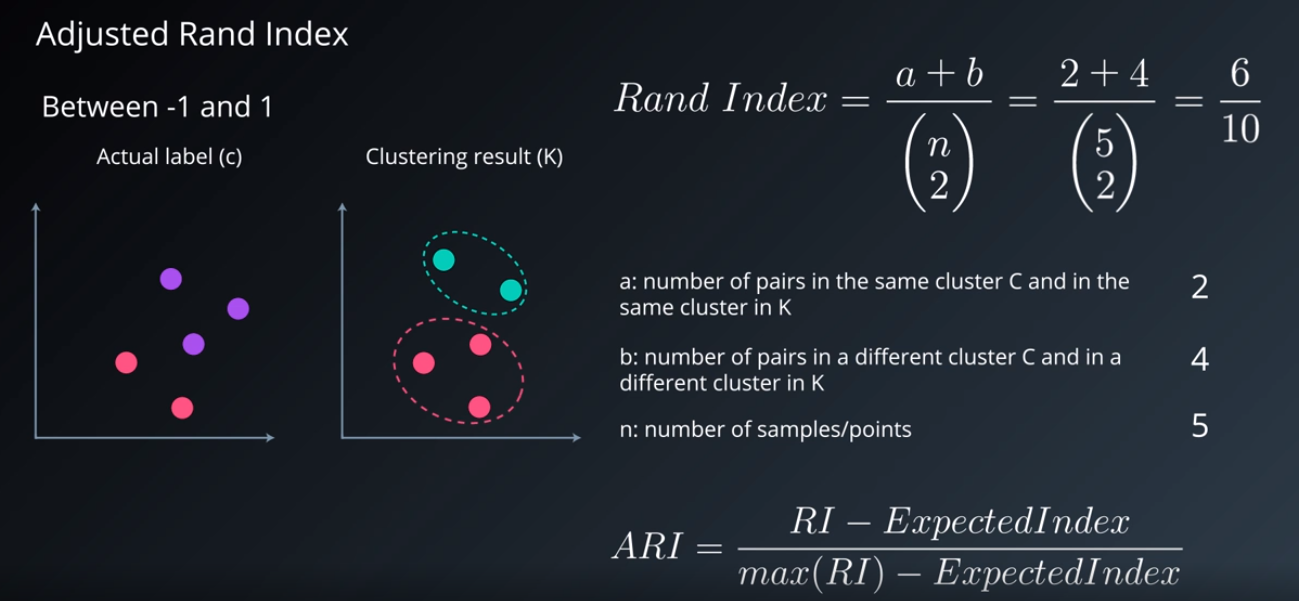 Adjusted Rand Index
Between -1 and 1
Actual label (c)
Clustering result (K)
Rand Index = \frac{a + b}{\binom{n}{2}} = \frac{2 + 4}{\binom{5}{2}} = \frac{6}{10}
a: number of pairs in the same cluster C and in the
same cluster in K
2
b: number of pairs in a different cluster C and in a
different cluster in K
4
n: number of samples/points
5
ARI = \frac{RI - ExpectedIndex}{max(RI) - ExpectedIndex}